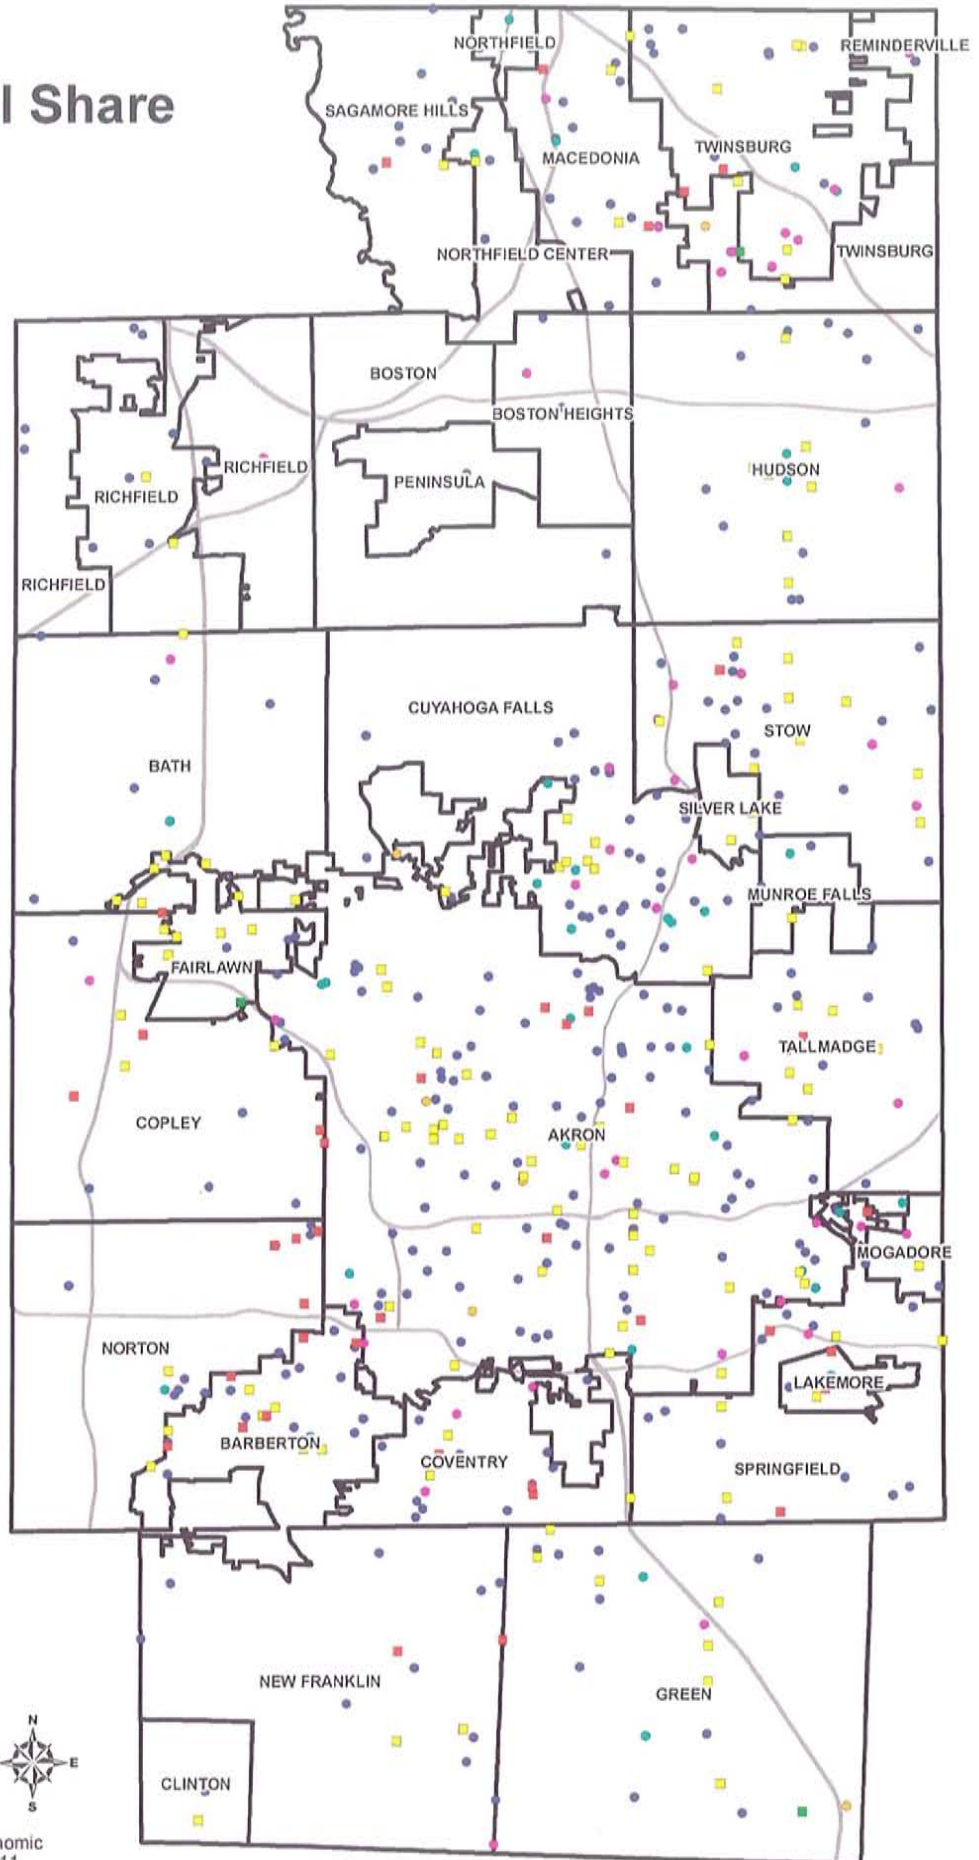 l Share
NORTHFIELD
REMINDERVILLE
SAGAMORE HILLS
TWINSBURG
MACEDONIA
NORTHFIELD CENTER
TWINSBURG
BOSTON
BOSTON HEIGHTS
RICHFIELD
HUDSON
PENINSULA
RICHFIELD
RICHFIELD
CUYAHOGA FALLS
STOW
BATH
SILVER LAKE
MUNROE FALLS
FAIRLAWN
TALLMADGE
COPLEY
AKRON
MOGADORE
NORTON
LAKEMORE
BARBERTON
COVENTRY
SPRINGFIELD
NEW FRANKLIN
GREEN
N
E
S
CLINTON
nomic